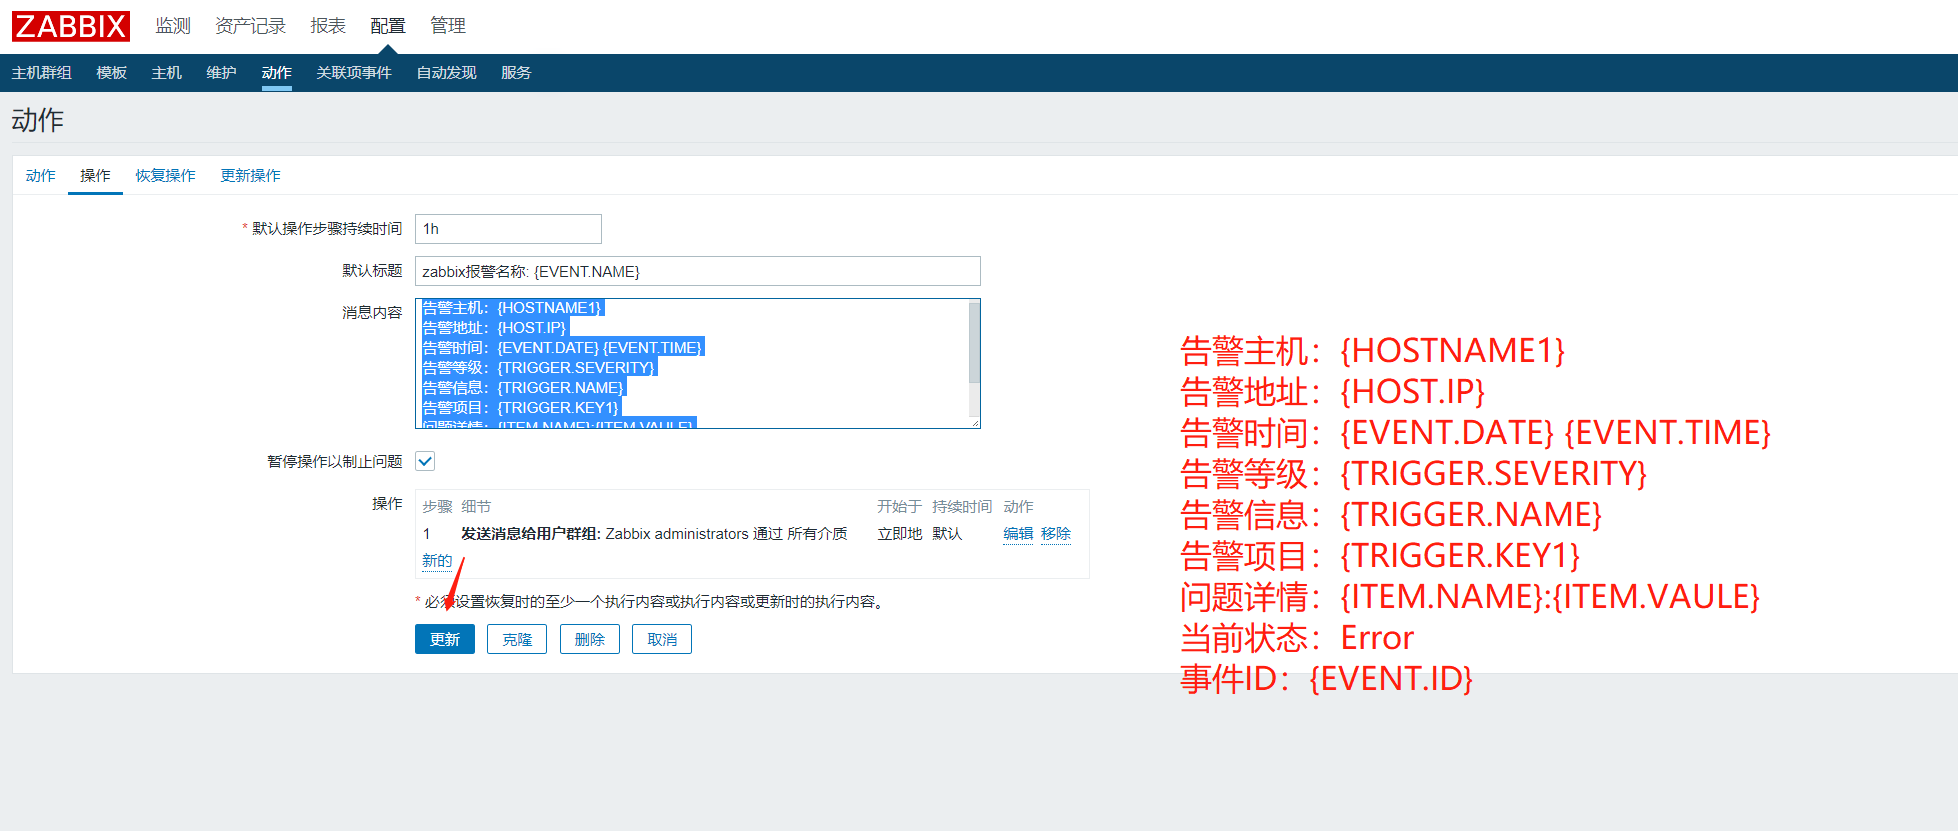 ZABBIX 监测 资产记录 报表 配置 管理
主机群组 模板 主机 维护 动作 关联项事件 自动发现 服务
动作
动作 操作 恢复操作 更新操作
* 默认操作步骤持续时间 1h
默认标题 zabbix报警名称: {EVENT.NAME}
消息内容 告警主机：{HOSTNAME1}
告警地址：{HOST.IP}
告警时间：{EVENT.DATE} {EVENT.TIME}
告警等级：{TRIGGER.SEVERITY}
告警信息：{TRIGGER.NAME}
告警项目：{TRIGGER.KEY1}
问题详情：{ITEM.NAME}:{ITEM.VAULE}
暂停操作以制止问题
操作 步骤 细节 开始于 持续时间 动作
1 发送消息给用户群组: Zabbix administrators 通过 所有介质 立即地 默认 编辑 移除
新的
* 必须设置恢复时的至少一个执行内容或执行内容或更新时的执行内容。
更新 克隆 删除 取消
告警主机：{HOSTNAME1}
告警地址：{HOST.IP}
告警时间：{EVENT.DATE} {EVENT.TIME}
告警等级：{TRIGGER.SEVERITY}
告警信息：{TRIGGER.NAME}
告警项目：{TRIGGER.KEY1}
问题详情：{ITEM.NAME}:{ITEM.VAULE}
当前状态：Error
事件ID：{EVENT.ID}